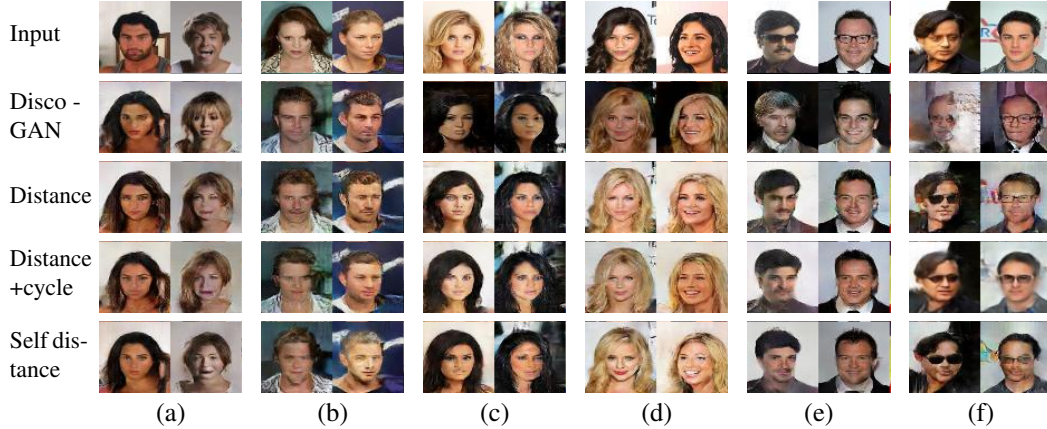 Input
Disco -
GAN
Distance
Distance
+cycle
Self dis-
tance
(a) (b) (c) (d) (e) (f)